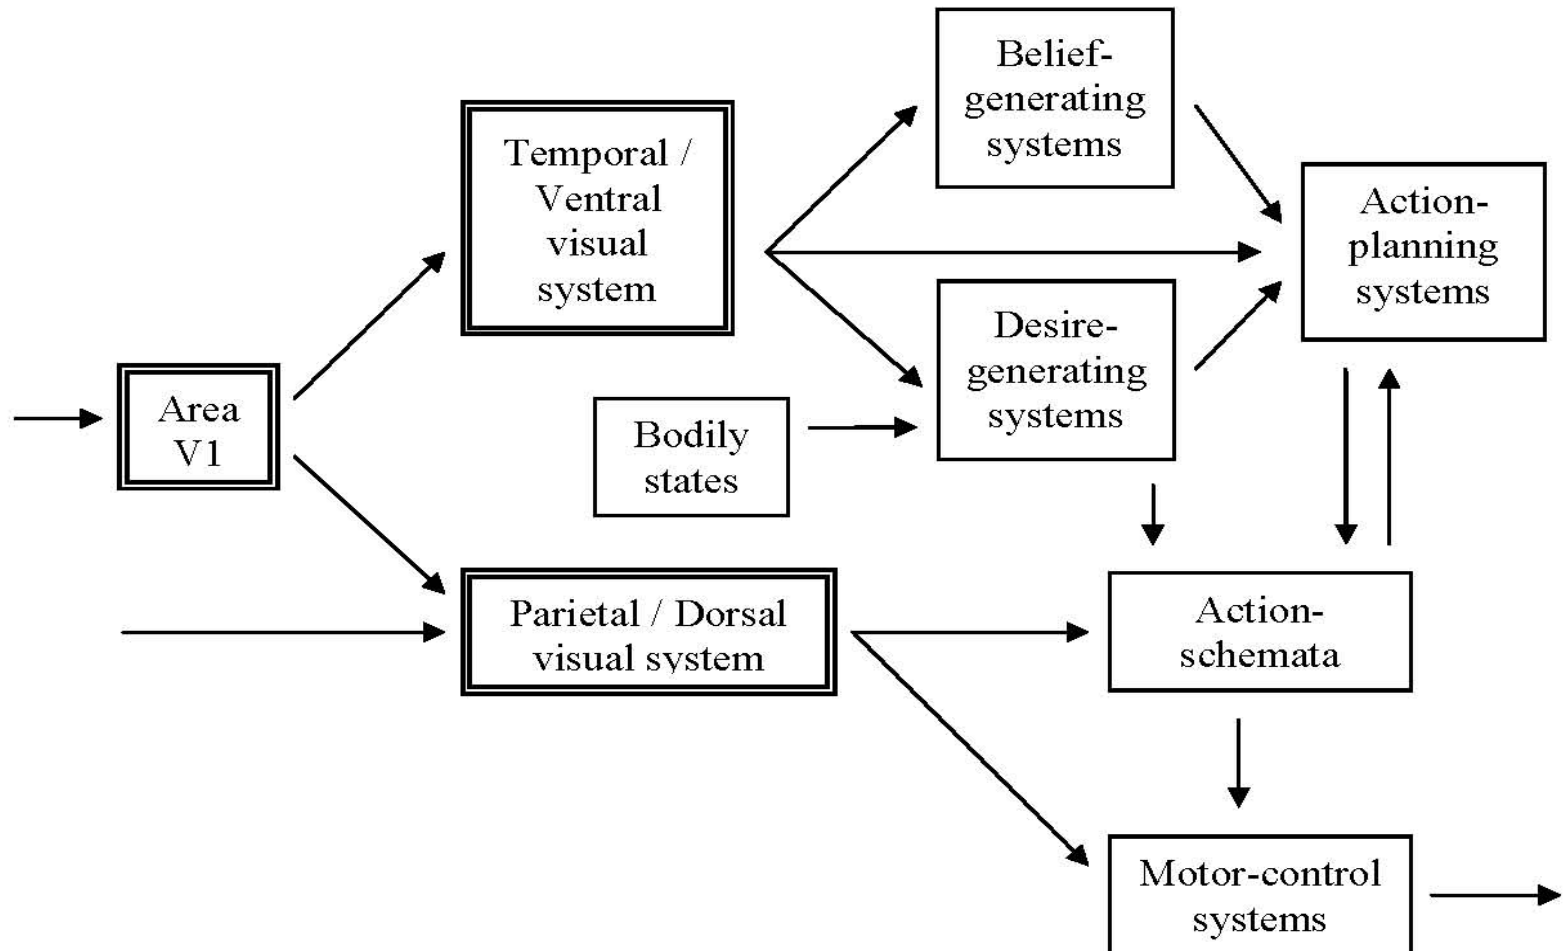 Belief-
generating
systems
Temporal /
Ventral
visual
system
Action-
planning
systems
Desire-
generating
systems
Area
V1
Bodily
states
Parietal / Dorsal
visual system
Action-
schemata
Motor-control
systems